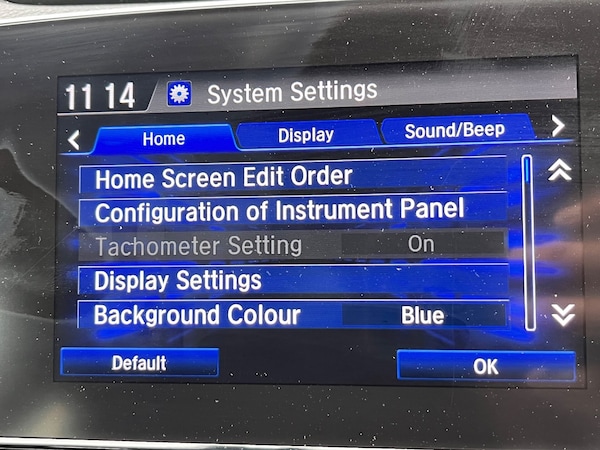 11 14 System Settings
Home Display Sound/Beep
Home Screen Edit Order
Configuration of Instrument Panel
Tachometer Setting On
Display Settings
Background Colour Blue
Default OK